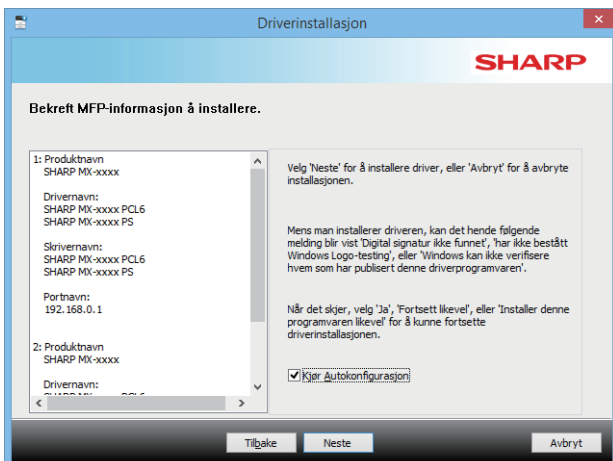 Driverinstallasjon
SHARP
Bekreft MFP-informasjon å installere.
1: Produktnavn
SHARP MX-xxxx
Drivernavn:
SHARP MX-xxxx PCL6
SHARP MX-xxxx PS
Skrivernavn:
SHARP MX-xxxx PCL6
SHARP MX-xxxx PS
Portnavn:
192.168.0.1
2: Produktnavn
SHARP MX-xxxx
Drivernavn:
Velg 'Neste' for å installere driver, eller 'Avbryt' for å avbryte
installasjonen.
Mens man installerer driveren, kan det hende følgende
melding blir vist 'Digital signatur ikke funnet', 'har ikke bestått
Windows Logo-testing', eller 'Windows kan ikke verifisere
hvem som har publisert denne driverprogramvaren'.
Når det skjer, velg 'Ja', 'Fortsett likevel', eller 'Installer denne
programvaren likevel' for å kunne fortsette
driverinstallasjonen.
Kjør Autokonfigurasjon
Tilbake
Neste
Avbryt